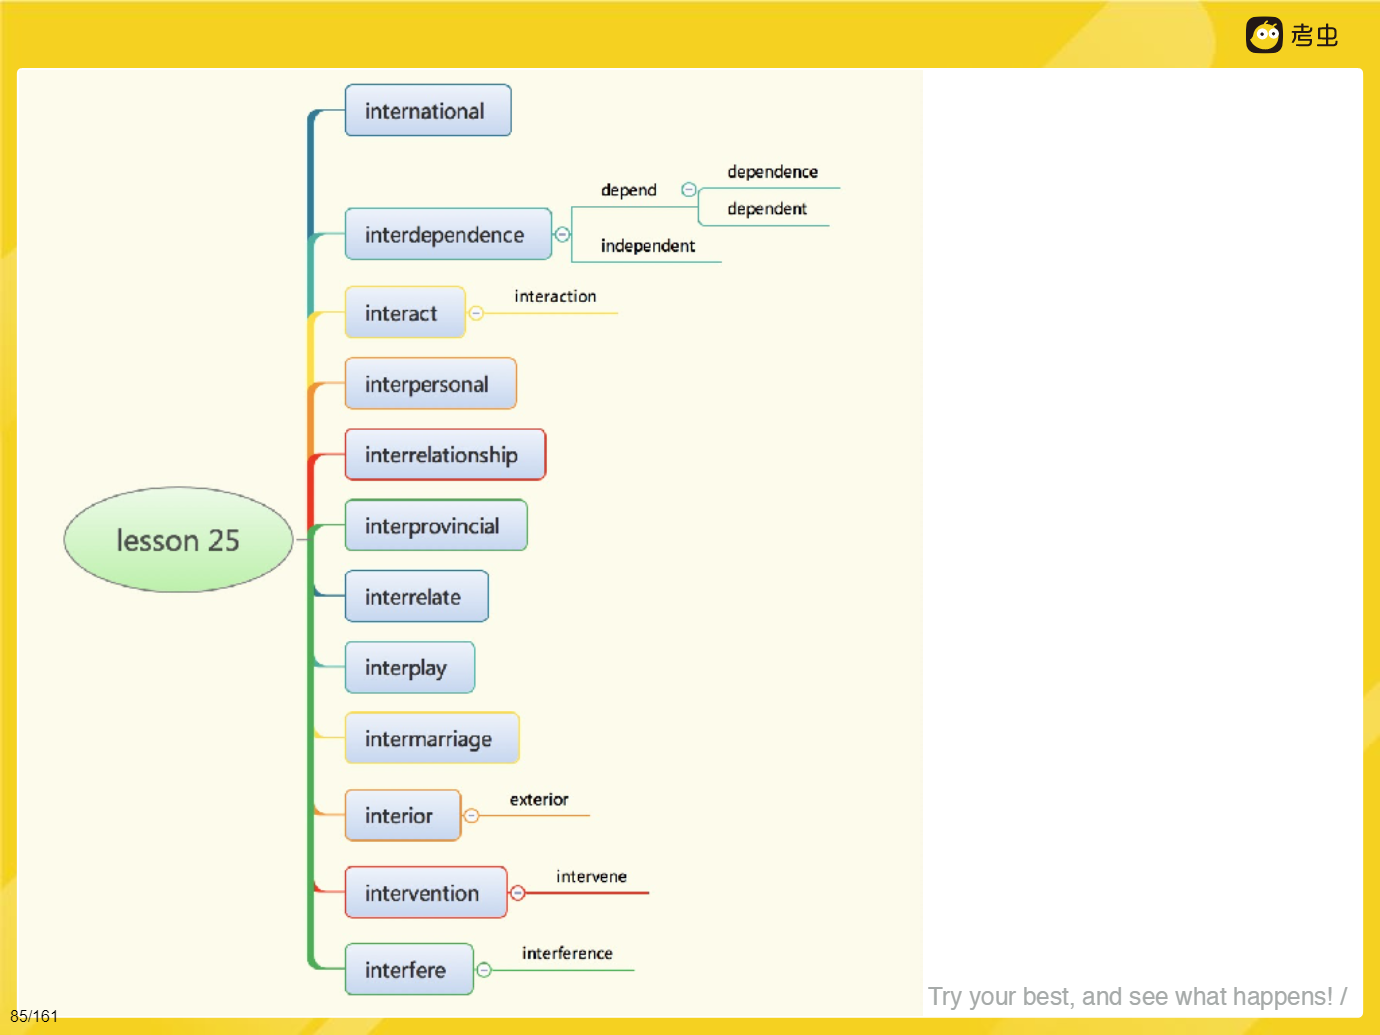 考虫
international
dependence
depend
dependent
interdependence
independent
interaction
interact
interpersonal
interrelationship
interprovincial
lesson 25
interrelate
interplay
intermarriage
exterior
interior
intervene
intervention
interference
interfere
Try your best, and see what happens! /
85/161